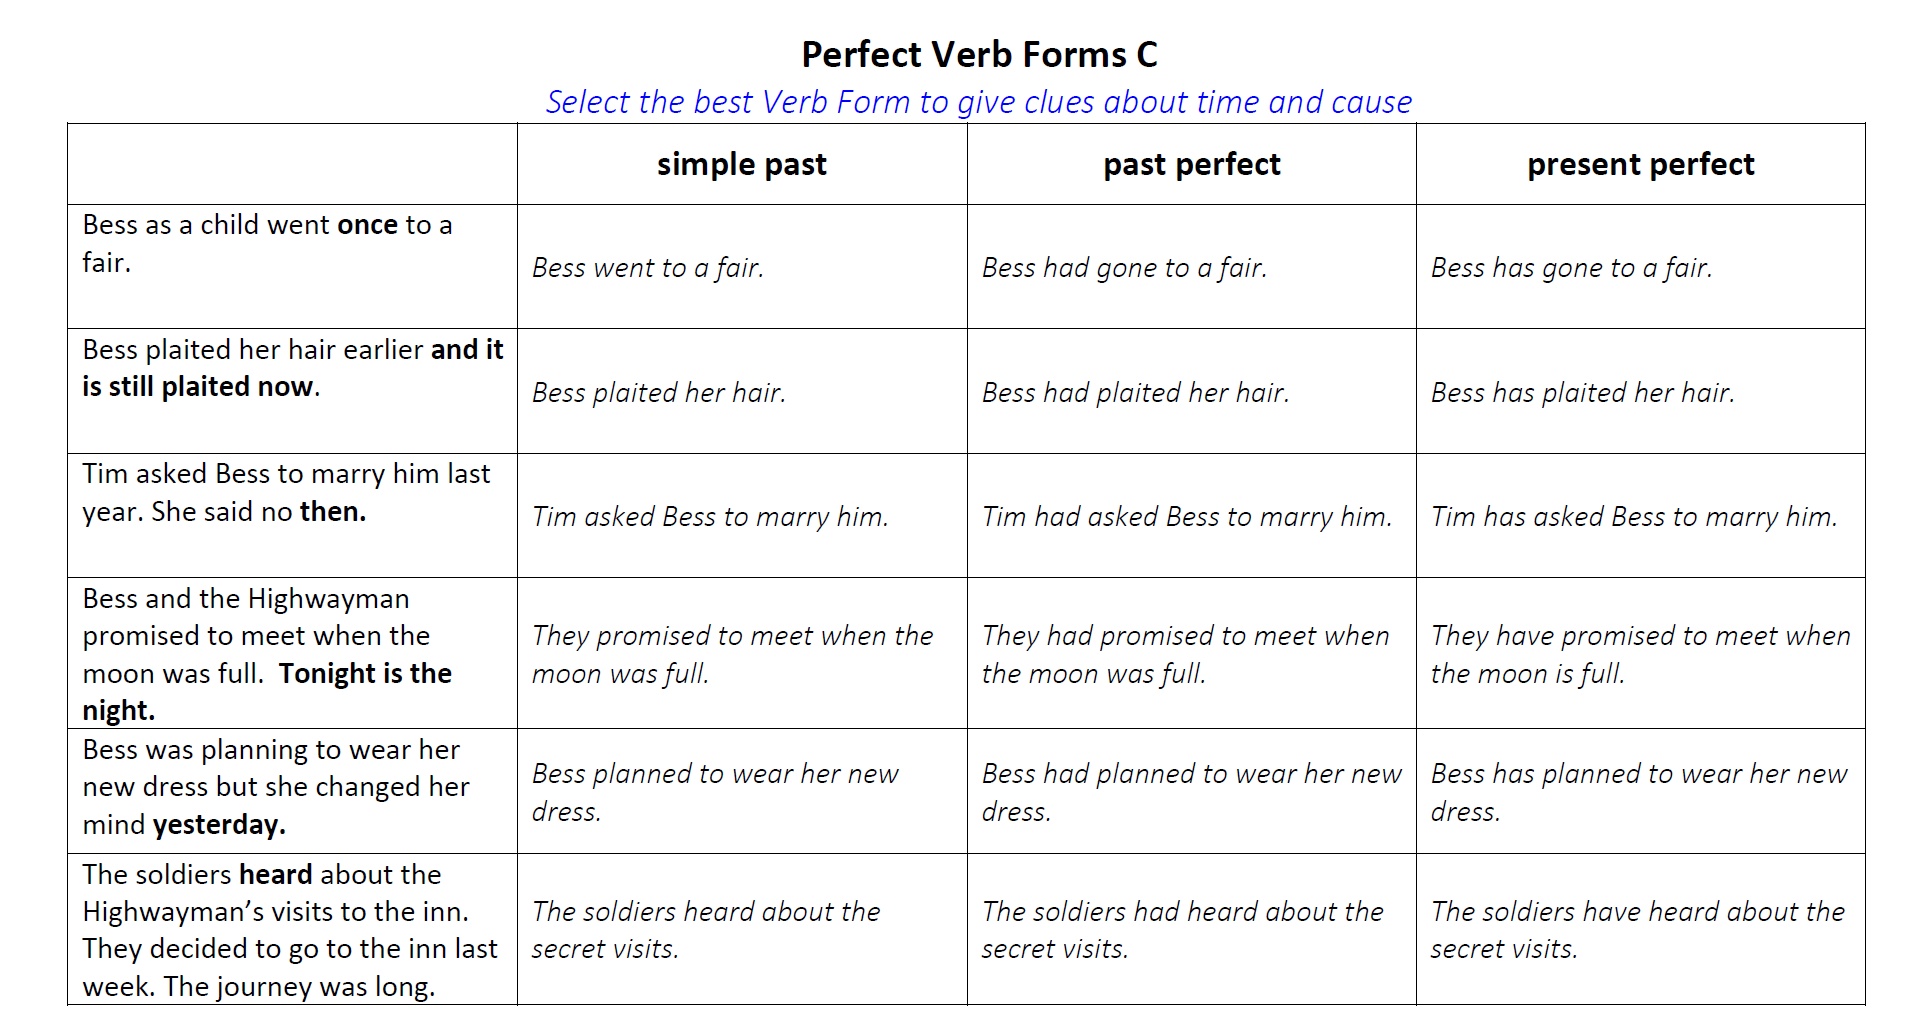 Perfect Verb Forms C
Select the best Verb Form to give clues about time and cause
simple past
past perfect
present perfect
Bess as a child went once to a
fair.
Bess went to a fair.
Bess had gone to a fair.
Bess has gone to a fair.
Bess plaited her hair earlier and it
is still plaited now.
Bess plaited her hair.
Bess had plaited her hair.
Bess has plaited her hair.
Tim asked Bess to marry him last
year. She said no then.
Tim asked Bess to marry him.
Tim had asked Bess to marry him.
Tim has asked Bess to marry him.
Bess and the Highwayman
promised to meet when the
moon was full.  Tonight is the
night.
They promised to meet when the
moon was full.
They had promised to meet when
the moon was full.
They have promised to meet when
the moon is full.
Bess was planning to wear her
new dress but she changed her
mind yesterday.
Bess planned to wear her new
dress.
Bess had planned to wear her new
dress.
Bess has planned to wear her new
dress.
The soldiers heard about the
Highwayman’s visits to the inn.
They decided to go to the inn last
week. The journey was long.
The soldiers heard about the
secret visits.
The soldiers had heard about the
secret visits.
The soldiers have heard about the
secret visits.